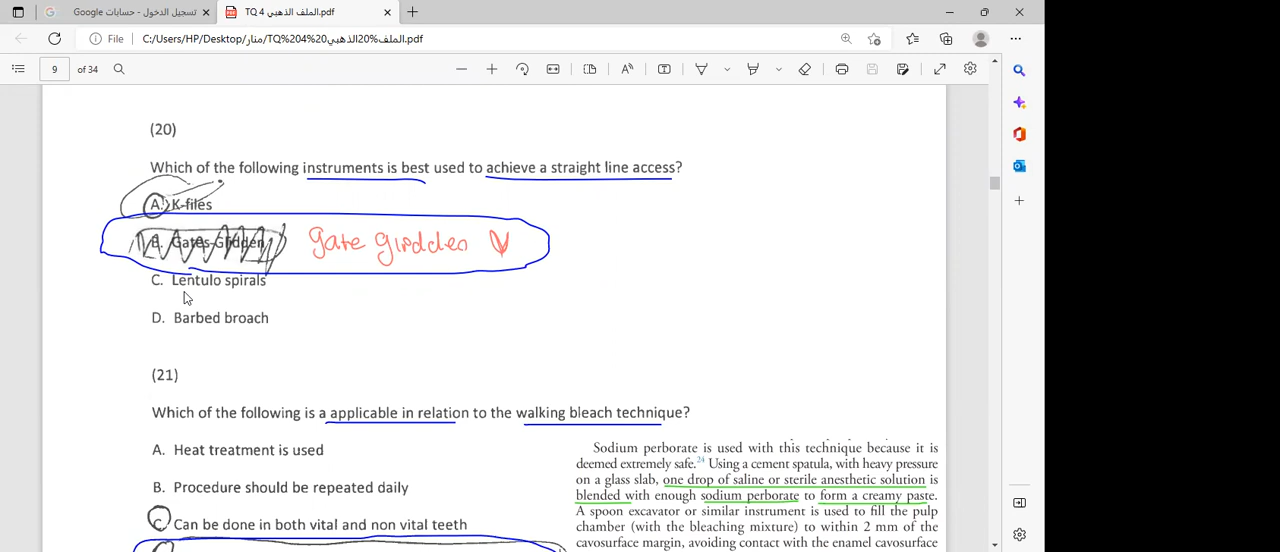 Google تسجيل الدخول - حسابات
TQ 4 الملف الذهبي.pdf
File
C:/Users/HP/Desktop/منار/TQ%204%20الملف%20الذهبي.pdf
9 of 34
(20)
Which of the following instruments is best used to achieve a straight line access?
A. K-files
B. Gates-Glidden
gate glidden
C. Lentulo spirals
D. Barbed broach
(21)
Which of the following is a applicable in relation to the walking bleach technique?
A. Heat treatment is used
B. Procedure should be repeated daily
C. Can be done in both vital and non vital teeth
Sodium perborate is used with this technique because it is
deemed extremely safe.24 Using a cement spatula, with heavy pressure
on a glass slab, one drop of saline or sterile anesthetic solution is
blended with enough sodium perborate to form a creamy paste.
A spoon excavator or similar instrument is used to fill the pulp
chamber (with the bleaching mixture) to within 2 mm of the
cavosurface margin, avoiding contact with the enamel cavosurface